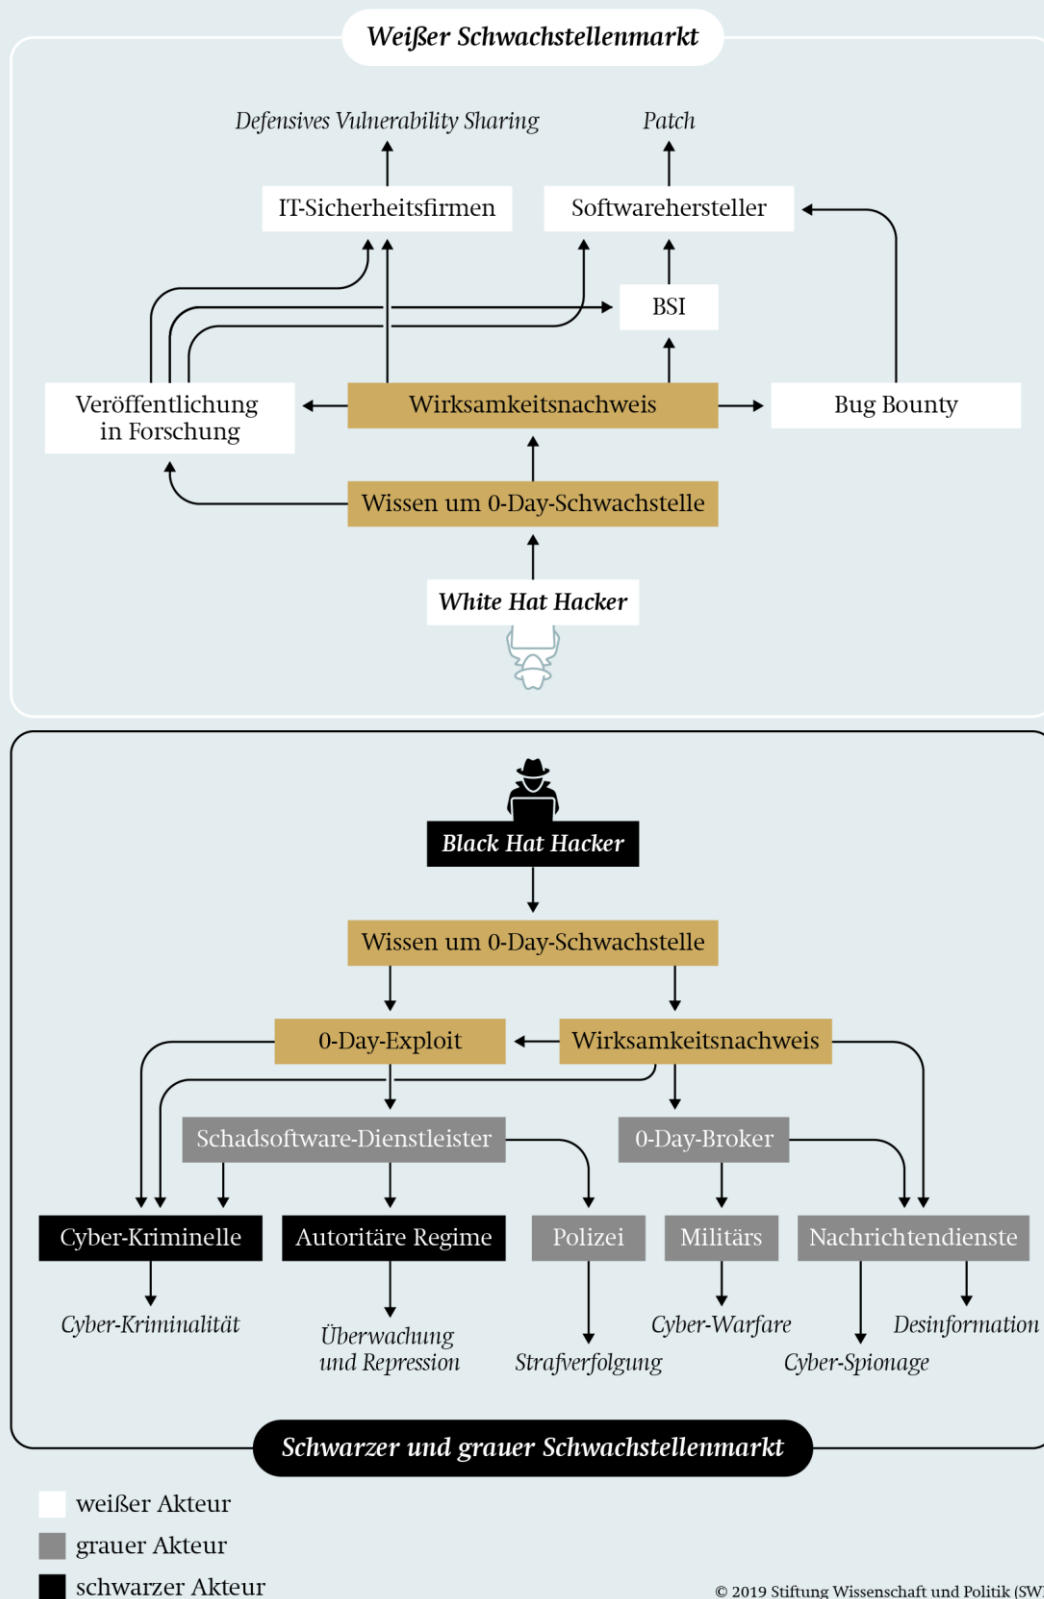 Weißer Schwachstellenmarkt
Defensives Vulnerability Sharing
Patch
IT-Sicherheitsfirmen
Softwarehersteller
BSI
Veröffentlichung
in Forschung
Wirksamkeitsnachweis
Bug Bounty
Wissen um 0-Day-Schwachstelle
White Hat Hacker
Black Hat Hacker
Wissen um 0-Day-Schwachstelle
0-Day-Exploit
Wirksamkeitsnachweis
Schadsoftware-Dienstleister
0-Day-Broker
Cyber-Kriminelle
Autoritäre Regime
Polizei
Militärs
Nachrichtendienste
Cyber-Kriminalität
Überwachung
und Repression
Strafverfolgung
Cyber-Warfare
Cyber-Spionage
Desinformation
Schwarzer und grauer Schwachstellenmarkt
weißer Akteur
grauer Akteur
schwarzer Akteur
© 2019 Stiftung Wissenschaft und Politik